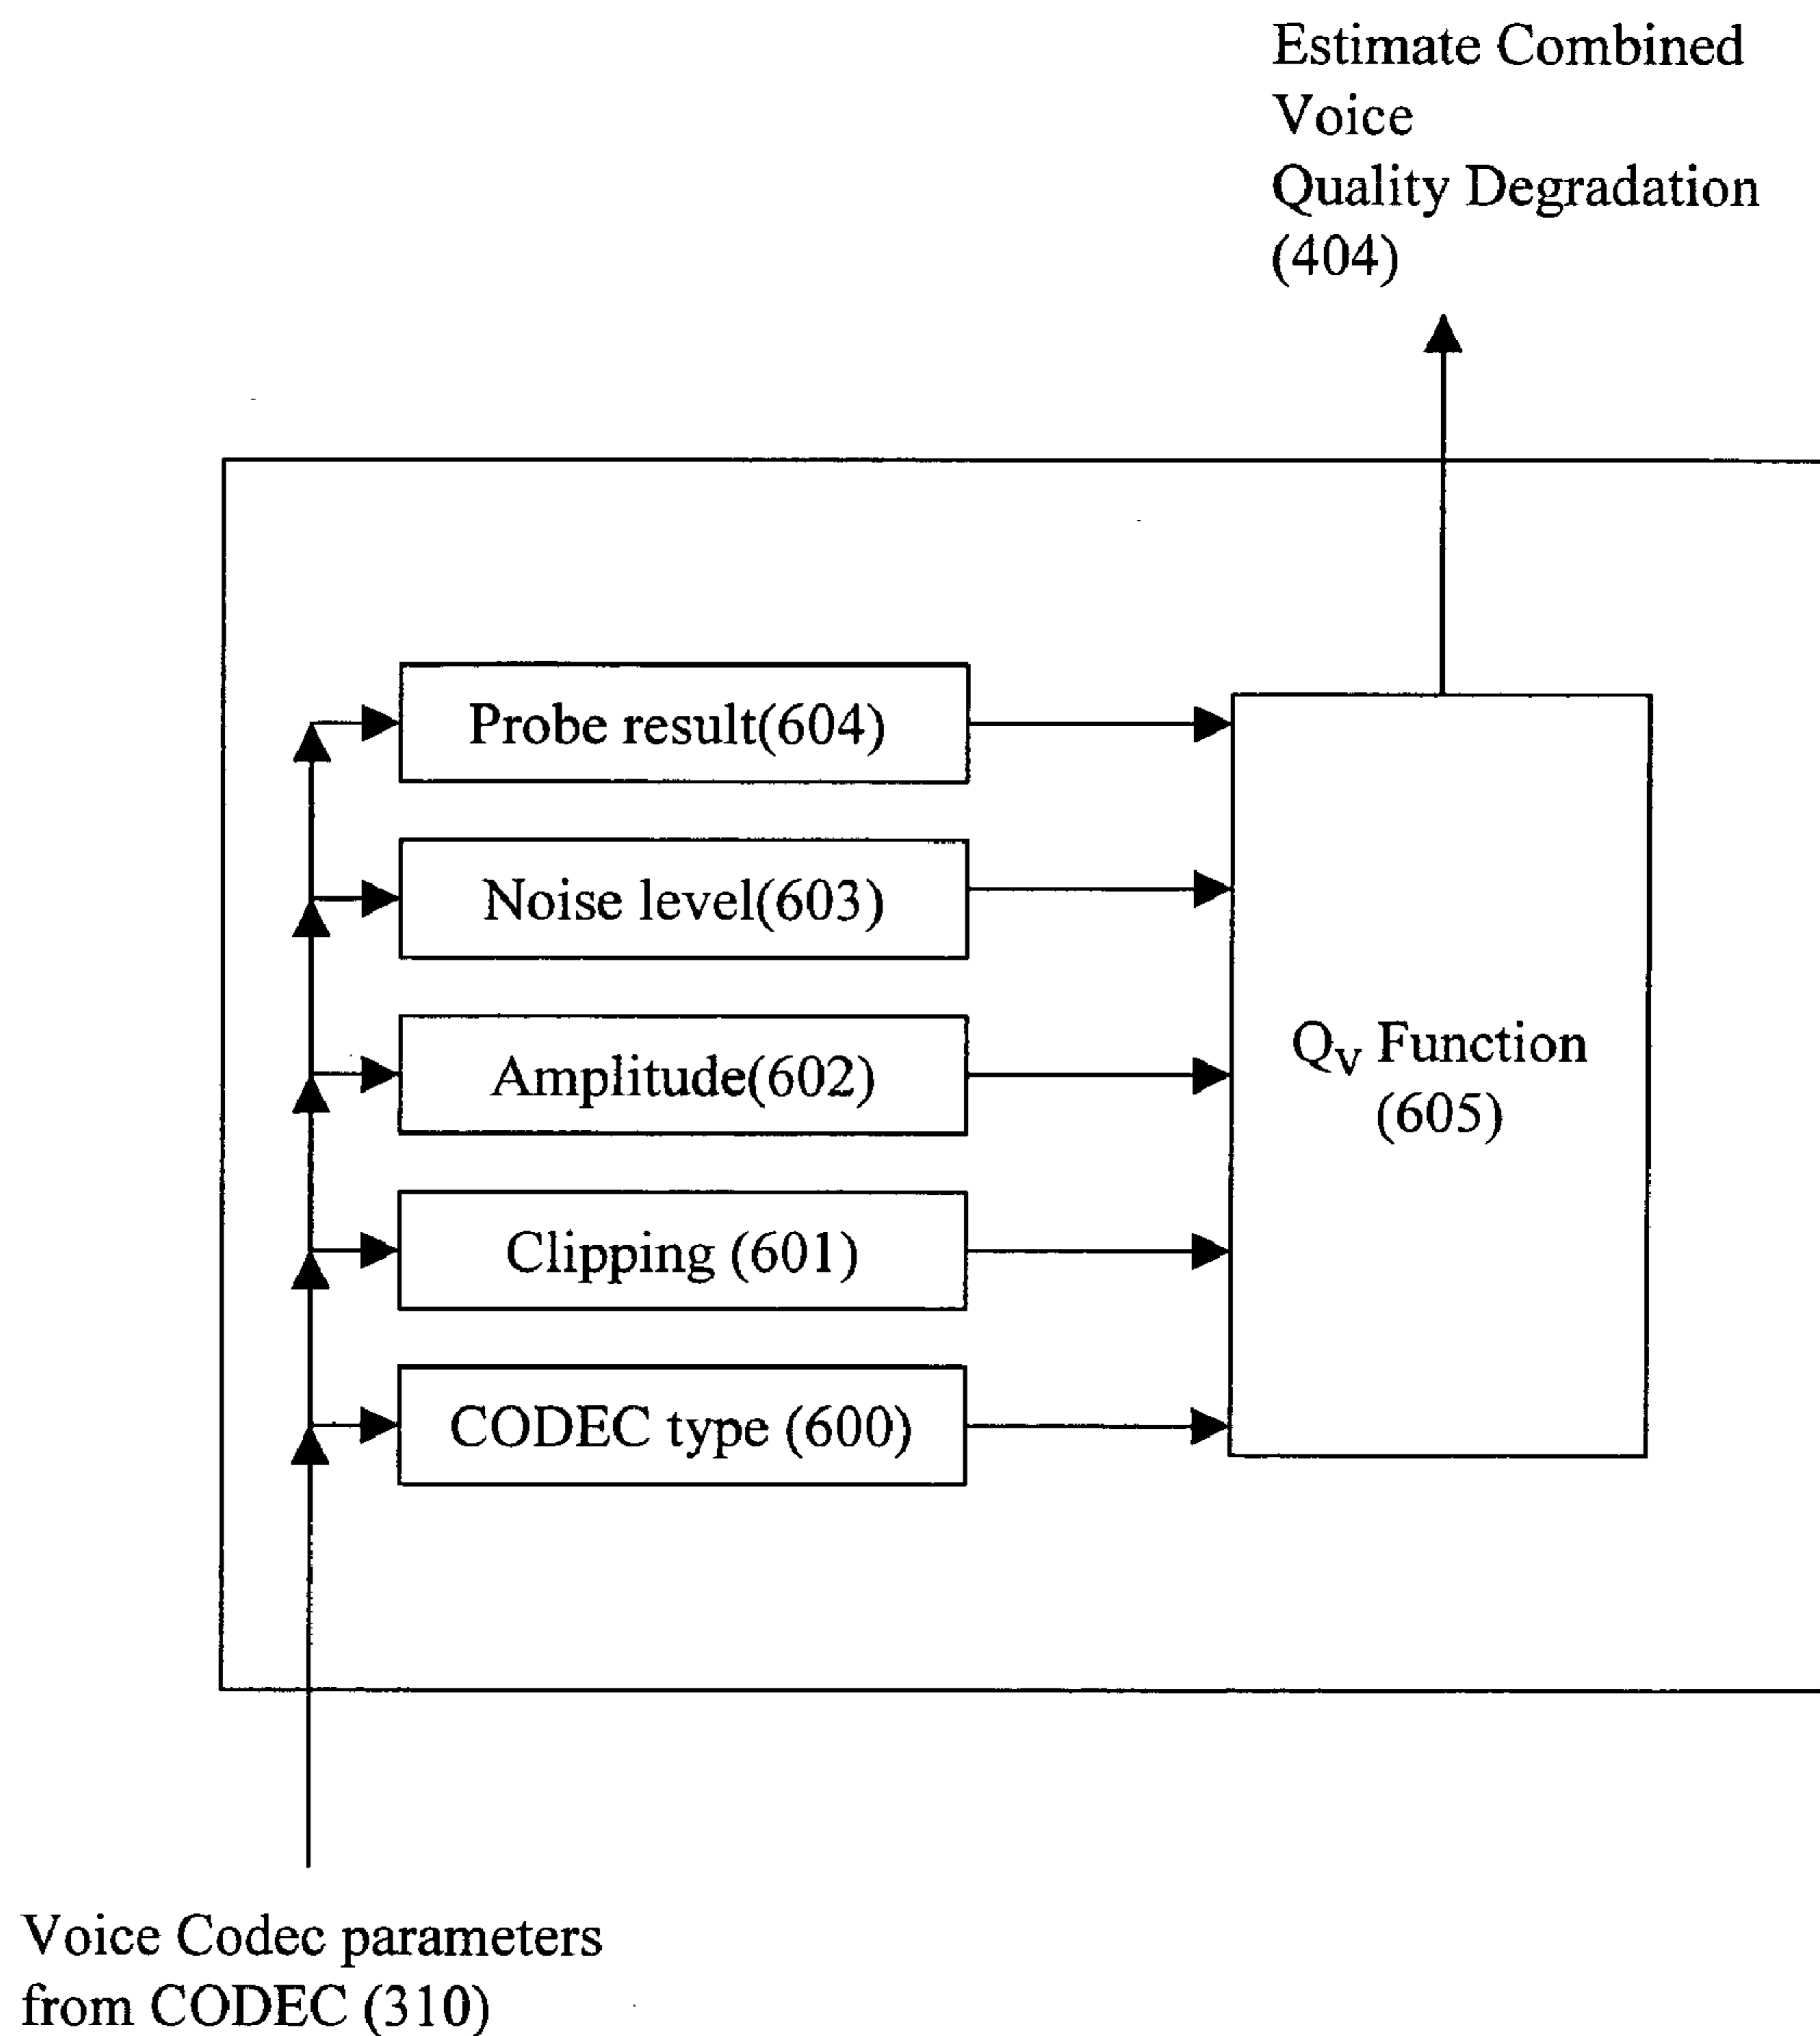 Estimate Combined
Voice
Quality Degradation
(404)
Probe result(604)
Noise level(603)
Amplitude(602)
Clipping (601)
CODEC type (600)
Qv Function
(605)
Voice Codec parameters
from CODEC (310)